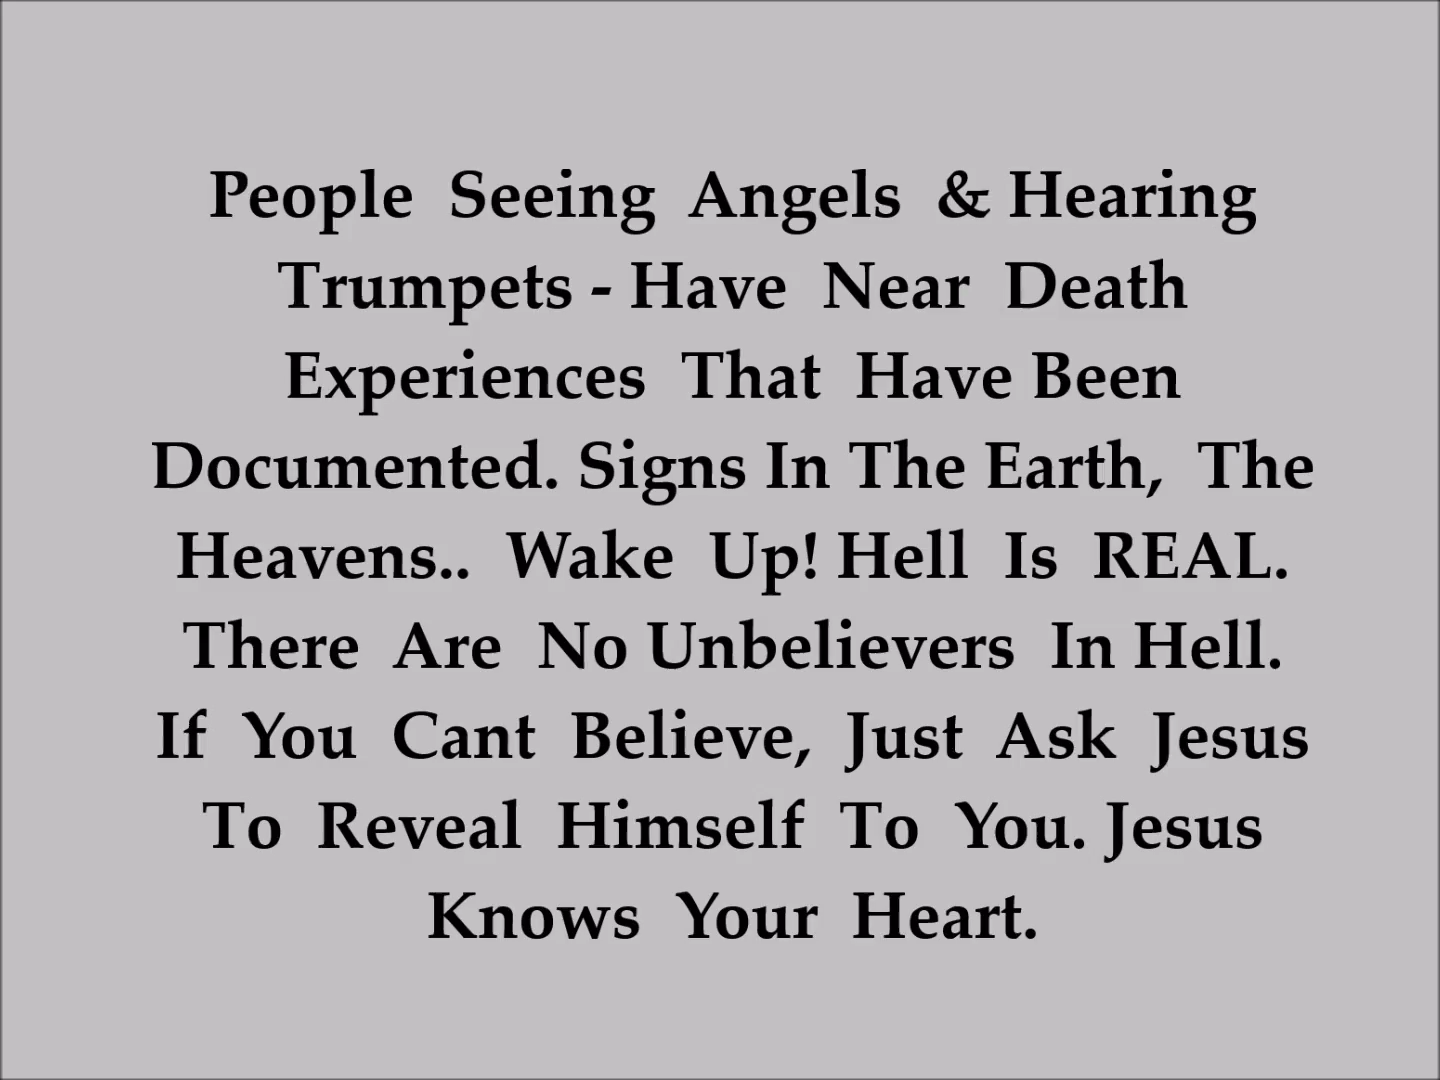 People Seeing Angels & Hearing
Trumpets - Have Near Death
Experiences That Have Been
Documented. Signs In The Earth, The
Heavens.. Wake Up! Hell Is REAL.
There Are No Unbelievers In Hell.
If You Cant Believe, Just Ask Jesus
To Reveal Himself To You. Jesus
Knows Your Heart.